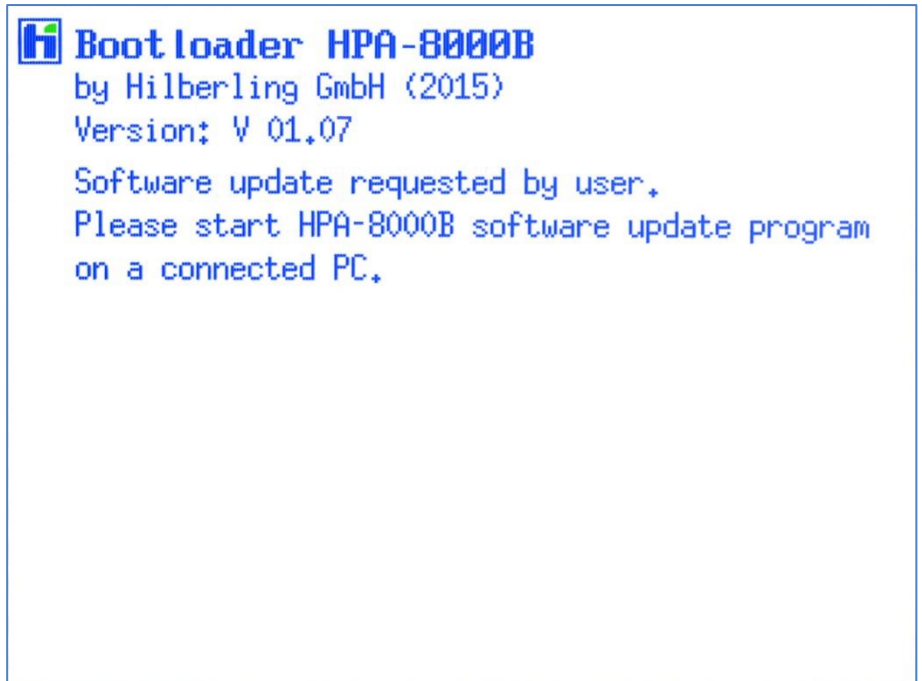 Bootloader HPA-8000B
by Hilberling GmbH (2015)
Version: V 01.07
Software update requested by user.
Please start HPA-8000B software update program
on a connected PC.